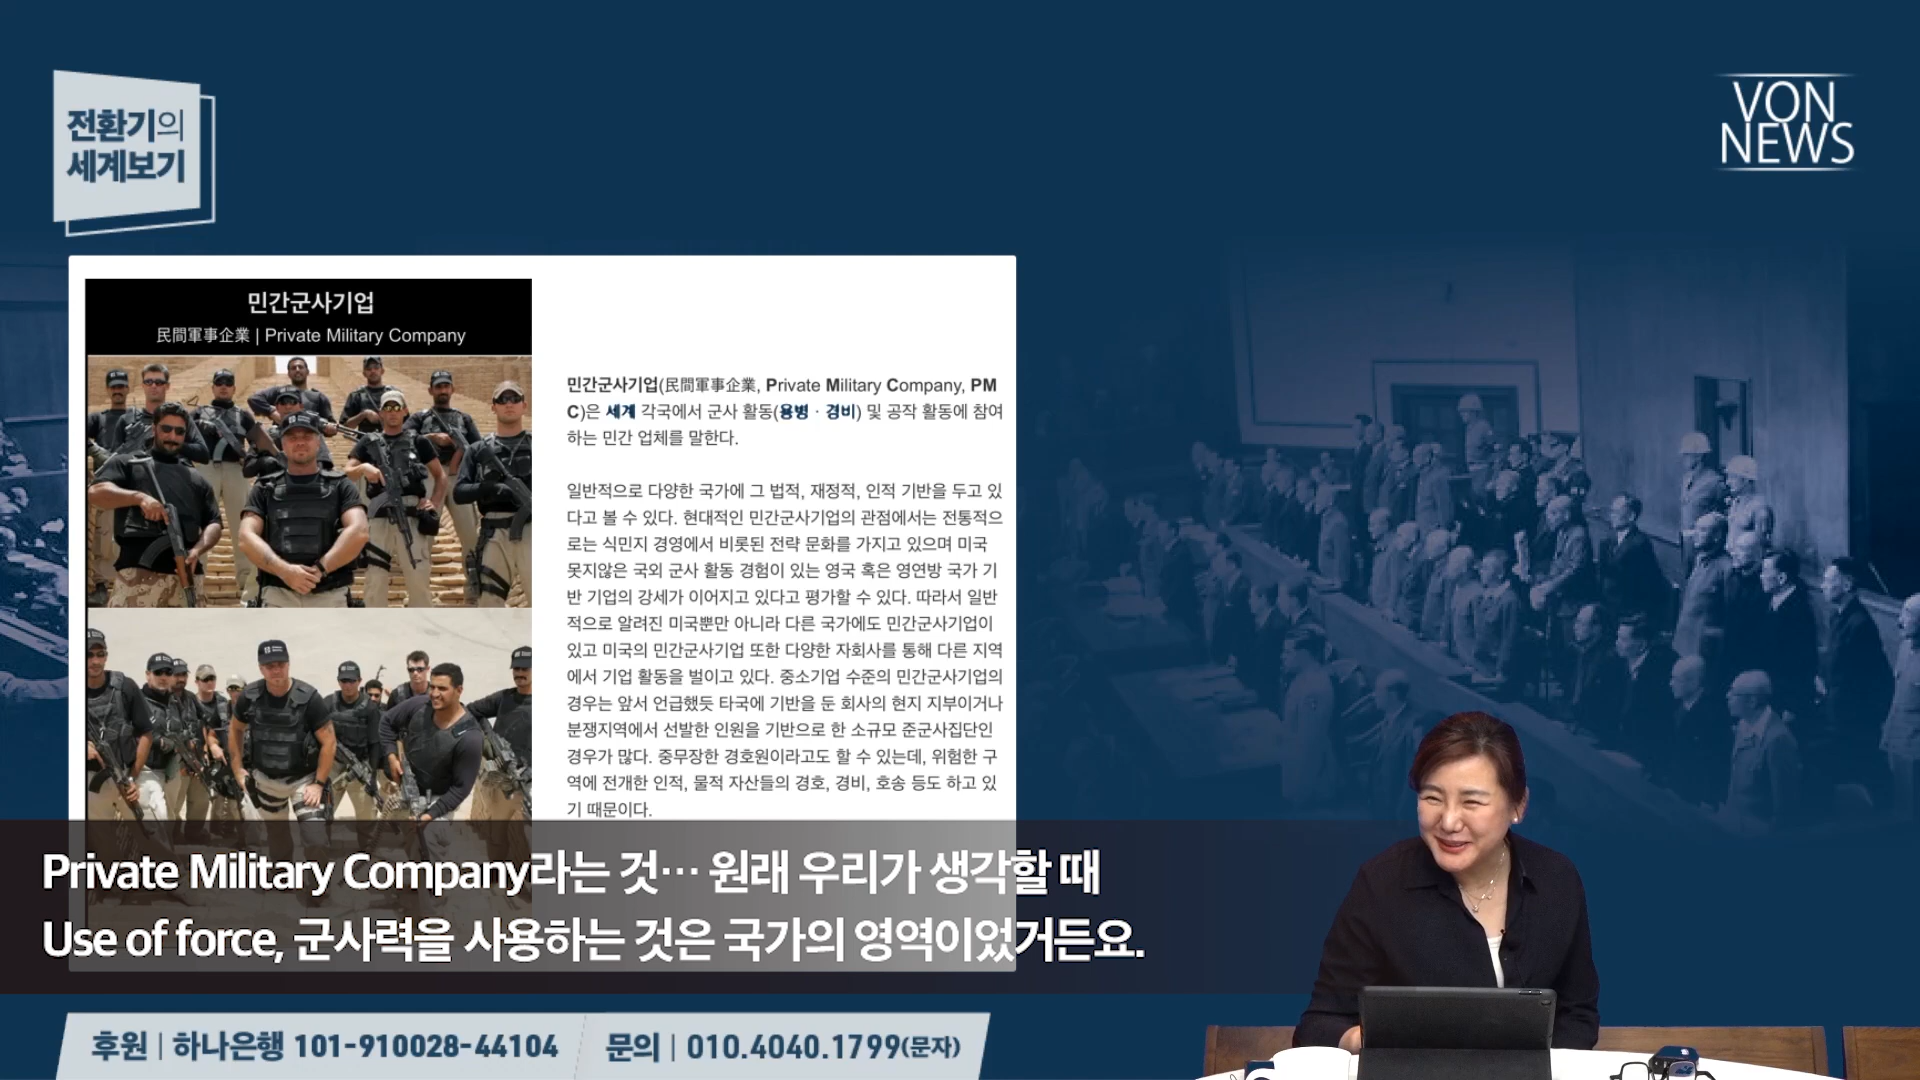 전환기의
세계보기
VON
NEWS
민간군사기업
民間軍事企業 | Private Military Company
민간군사기업(民間軍事企業, Private Military Company, PM
C)은 세계 각국에서 군사 활동(용병 · 경비) 및 공작 활동에 참여
하는 민간 업체를 말한다.
일반적으로 다양한 국가에 그 법적, 재정적, 인적 기반을 두고 있
다고 볼 수 있다. 현대적인 민간군사기업의 관점에서는 전통적으
로는 식민지 경영에서 비롯된 전략 문화를 가지고 있으며 미국
못지않은 국외 군사 활동 경험이 있는 영국 혹은 영연방 국가 기
반 기업의 강세가 이어지고 있다고 평가할 수 있다. 따라서 일반
적으로 알려진 미국뿐만 아니라 다른 국가에도 민간군사기업이
있고 미국의 민간군사기업 또한 다양한 자회사를 통해 다른 지역
에서 기업 활동을 벌이고 있다. 중소기업 수준의 민간군사기업의
경우는 앞서 언급했듯 타국에 기반을 둔 회사의 현지 지부이거나
분쟁지역에서 선발한 인원을 기반으로 한 소규모 준군사집단인
경우가 많다. 중무장한 경호원이라고도 할 수 있는데, 위험한 구
역에 전개한 인적, 물적 자산들의 경호, 경비, 호송 등도 하고 있
기 때문이다.
Private Military Company라는 것… 원래 우리가 생각할 때
Use of force, 군사력을 사용하는 것은 국가의 영역이었거든요.
후원 | 하나은행 101-910028-44104
문의 | 010.4040.1799(문자)